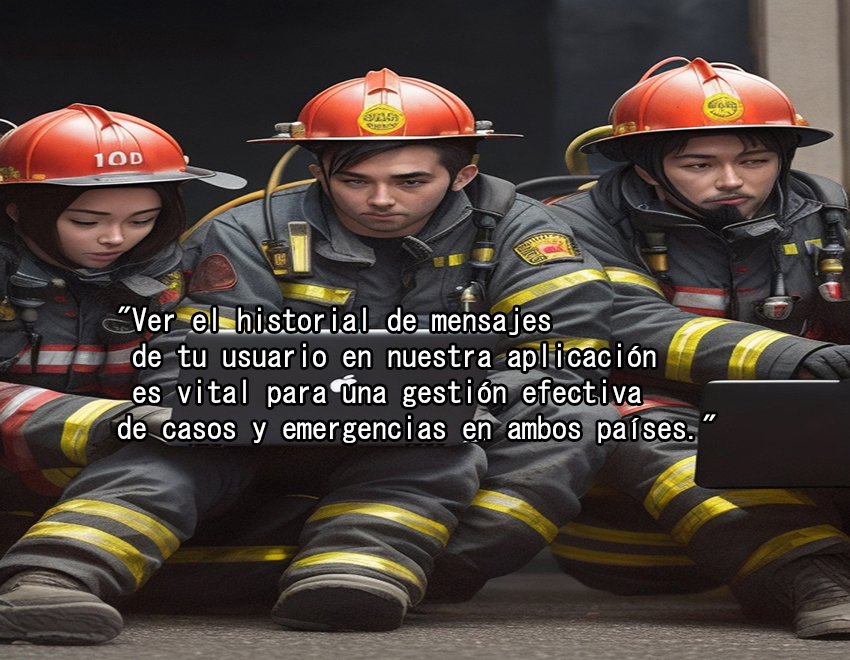 100
"Ver el historial de mensajes
de tu usuario en nuestra aplicación
es vital para una gestión efectiva
de casos y emergencias en ambos países."